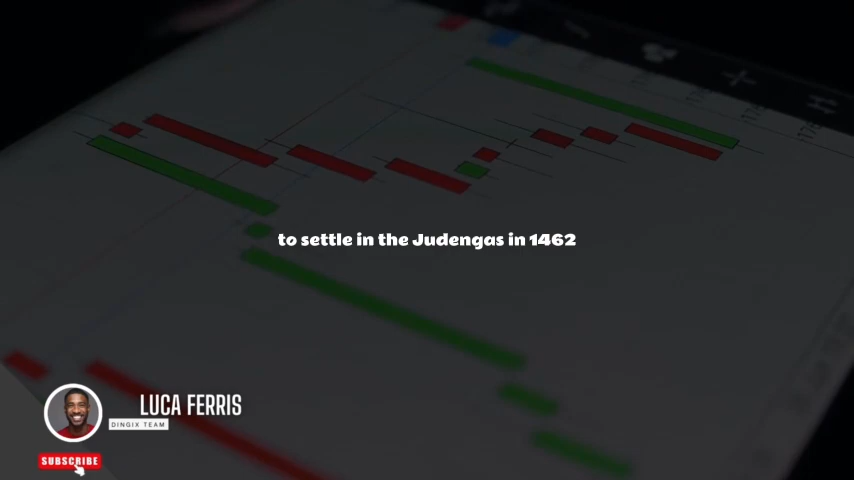 to settle in the Judengas in 1462
LUCA FERRIS
DINGIX TEAM
SUBSCRIBE